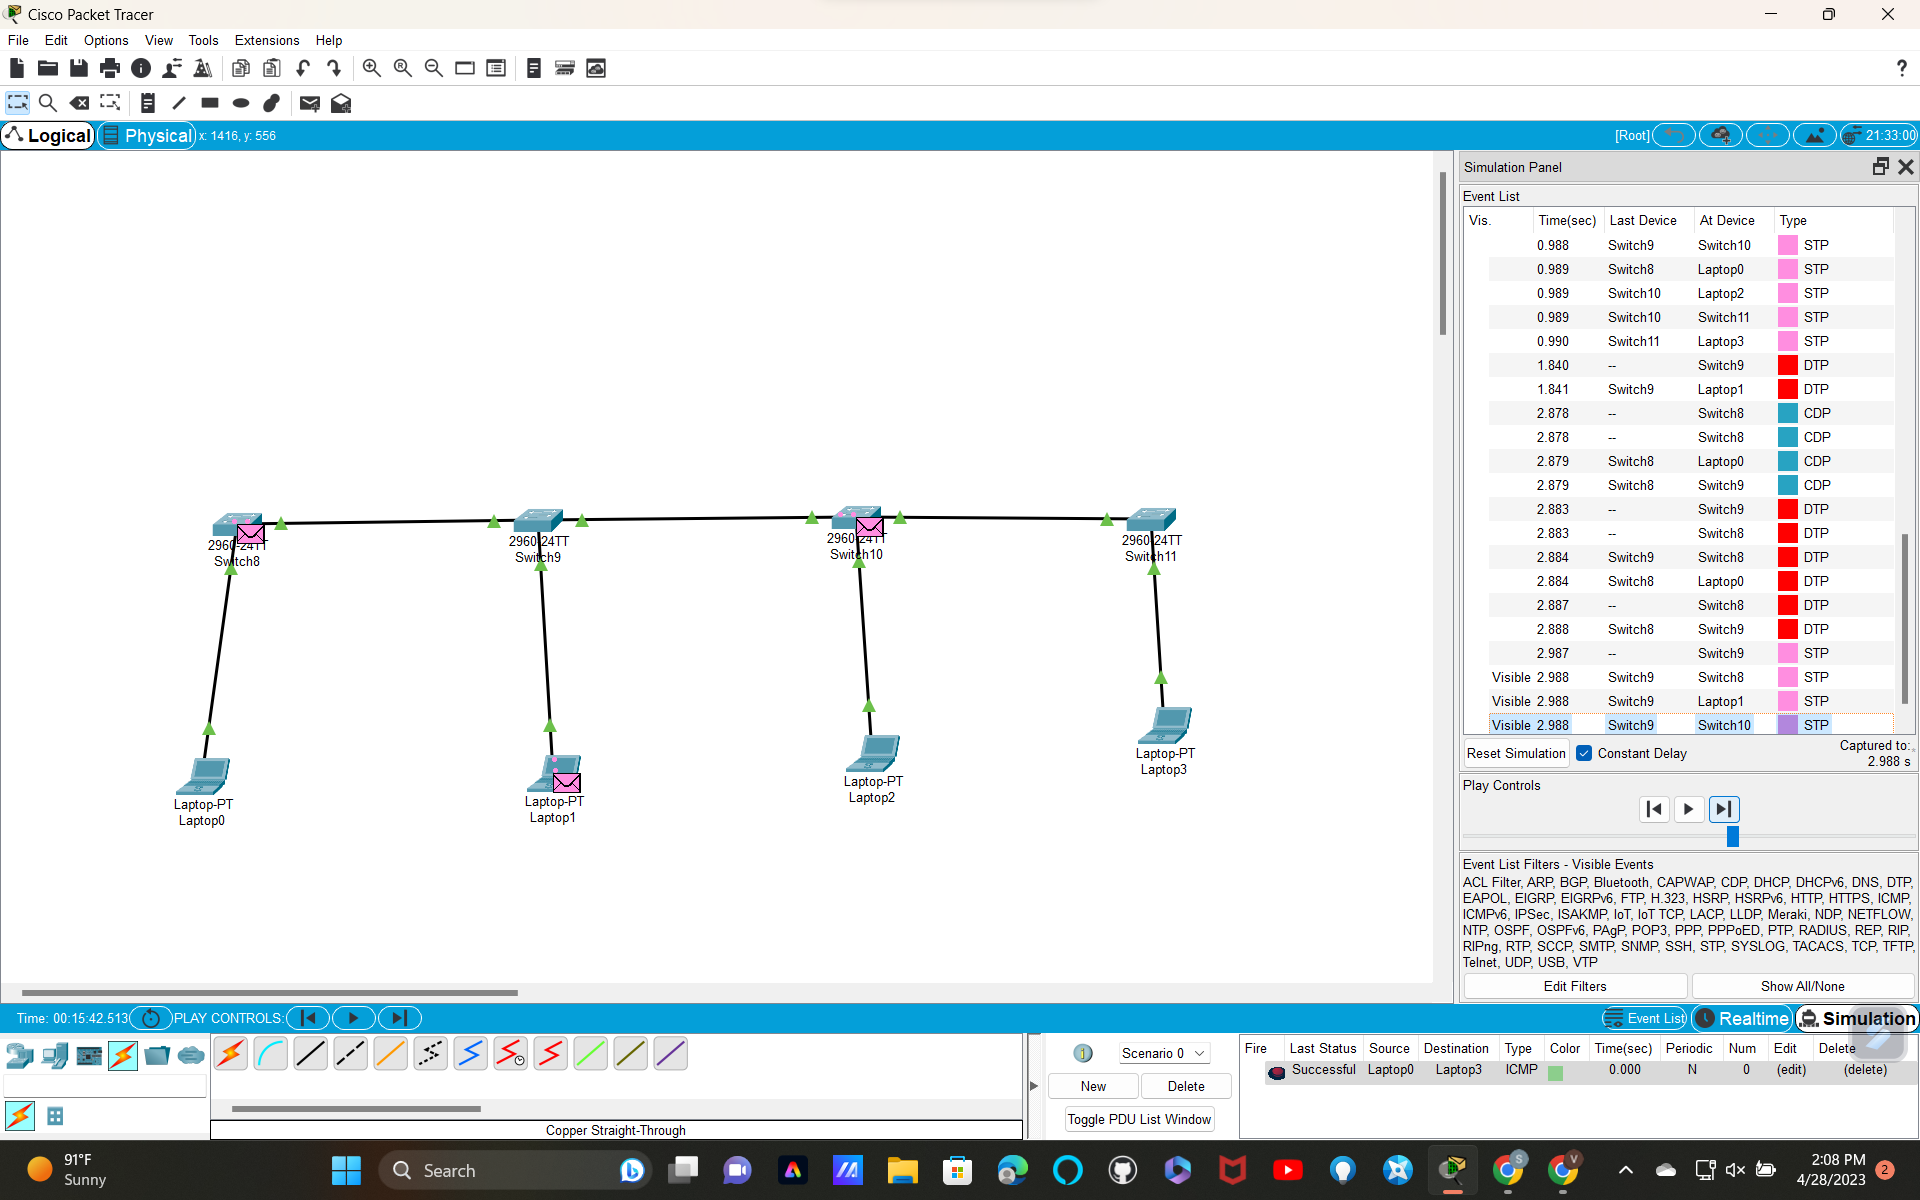 Cisco Packet Tracer
File Edit Options View Tools Extensions Help
Logical Physical x: 1416, y: 556 [Root] 21:33:00
Simulation Panel
Event List
Vis. Time(sec) Last Device At Device Type
0.988 Switch9 Switch10 STP
0.989 Switch8 Laptop0 STP
0.989 Switch10 Laptop2 STP
0.989 Switch10 Switch11 STP
0.990 Switch11 Laptop3 STP
1.840 -- Switch9 DTP
1.841 Switch9 Laptop1 DTP
2.878 -- Switch8 CDP
2.878 -- Switch8 CDP
2.879 Switch8 Laptop0 CDP
2.879 Switch8 Switch9 CDP
2.883 -- Switch9 DTP
2.883 -- Switch8 DTP
2.884 Switch9 Switch8 DTP
2.884 Switch8 Laptop0 DTP
2.887 -- Switch8 DTP
2.888 Switch8 Switch9 DTP
2.987 -- Switch9 STP
Visible 2.988 Switch9 Switch8 STP
Visible 2.988 Switch9 Laptop1 STP
Visible 2.988 Switch9 Switch10 STP
Reset Simulation Constant Delay Captured to:
2.988 s
Play Controls
Event List Filters - Visible Events
ACL Filter, ARP, BGP, Bluetooth, CAPWAP, CDP, DHCP, DHCPv6, DNS, DTP,
EAPOL, EIGRP, EIGRPv6, FTP, H.323, HSRP, HSRPv6, HTTP, HTTPS, ICMP,
ICMPv6, IPSec, ISAKMP, IoT, IoT TCP, LACP, LLDP, Meraki, NDP, NETFLOW,
NTP, OSPF, OSPFv6, PAgP, POP3, PPP, PPPoED, PTP, RADIUS, REP, RIP,
RIPng, RTP, SCCP, SMTP, SNMP, SSH, STP, SYSLOG, TACACS, TCP, TFTP,
Telnet, UDP, USB, VTP
Edit Filters Show All/None
2960-24TT
Switch8
2960-24TT
Switch9
2960-24TT
Switch10
2960-24TT
Switch11
Laptop-PT
Laptop0
Laptop-PT
Laptop1
Laptop-PT
Laptop2
Laptop-PT
Laptop3
Time: 00:15:42.513 PLAY CONTROLS: Event List Realtime Simulation
Scenario 0
New Delete
Toggle PDU List Window
Fire Last Status Source Destination Type Color Time(sec) Periodic Num Edit Delete
Successful Laptop0 Laptop3 ICMP 0.000 N 0 (edit) (delete)
Copper Straight-Through
91°F
Sunny
Search
S
V
2:08 PM
4/28/2023
2